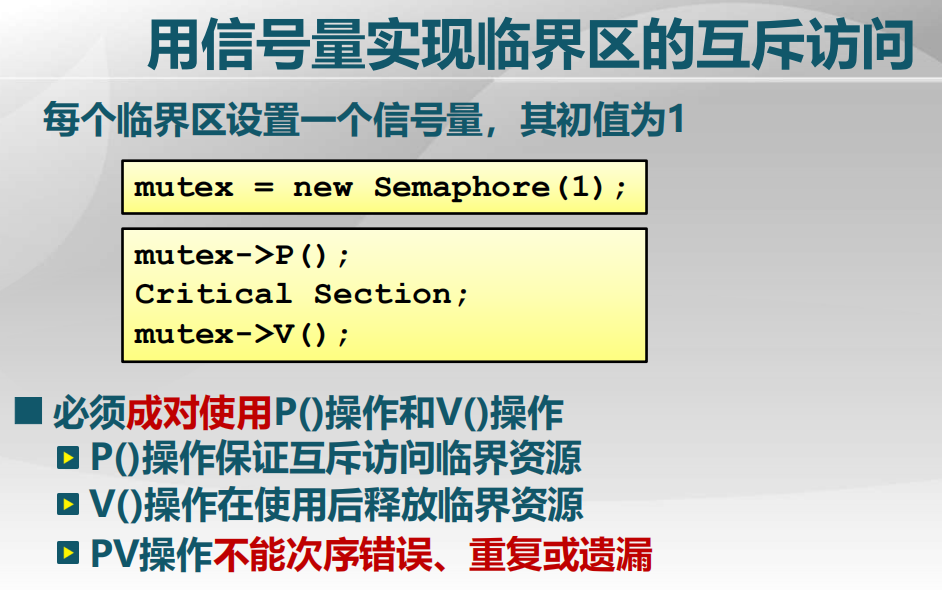 用信号量实现临界区的互斥访问
每个临界区设置一个信号量，其初值为1
mutex = new Semaphore(1);
mutex->P();
Critical Section;
mutex->V();
必须成对使用P()操作和V()操作
P()操作保证互斥访问临界资源
V()操作在使用后释放临界资源
PV操作不能次序错误、重复或遗漏